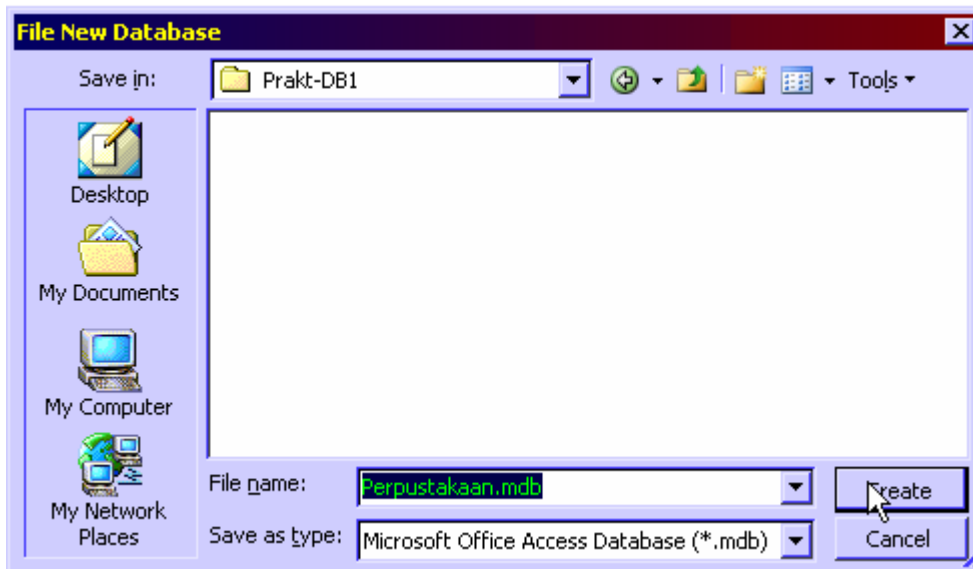 File New Database
Save in:
Prakt-DB1
Tools
Desktop
My Documents
My Computer
My Network
Places
File name:
Perpustakaan.mdb
Create
Save as type:
Microsoft Office Access Database (*.mdb)
Cancel